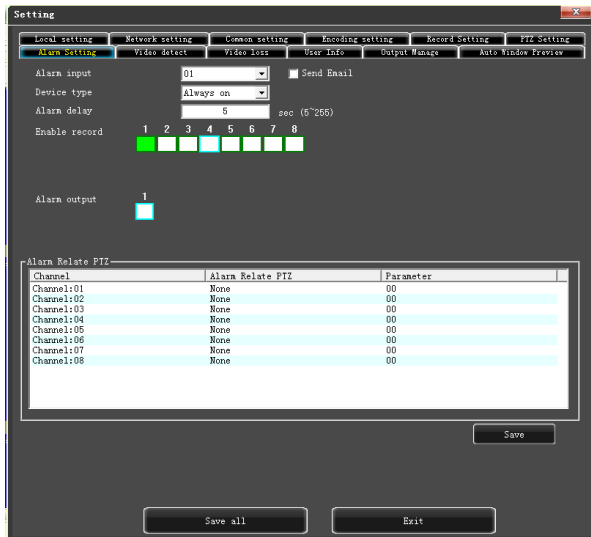 Setting
Local setting Network setting Common setting Encoding setting Record Setting PTZ Setting
Alarm Setting Video detect Video loss User Info Output Manage Auto Window Preview
Alarm input 01 Send Email
Device type Always on
Alarm delay 5 sec (5~255)
Enable record 1 2 3 4 5 6 7 8
Alarm output 1
Alarm Relate PTZ
Channel Alarm Relate PTZ Parameter
Channel:01 None 00
Channel:02 None 00
Channel:03 None 00
Channel:04 None 00
Channel:05 None 00
Channel:06 None 00
Channel:07 None 00
Channel:08 None 00
Save
Save all Exit